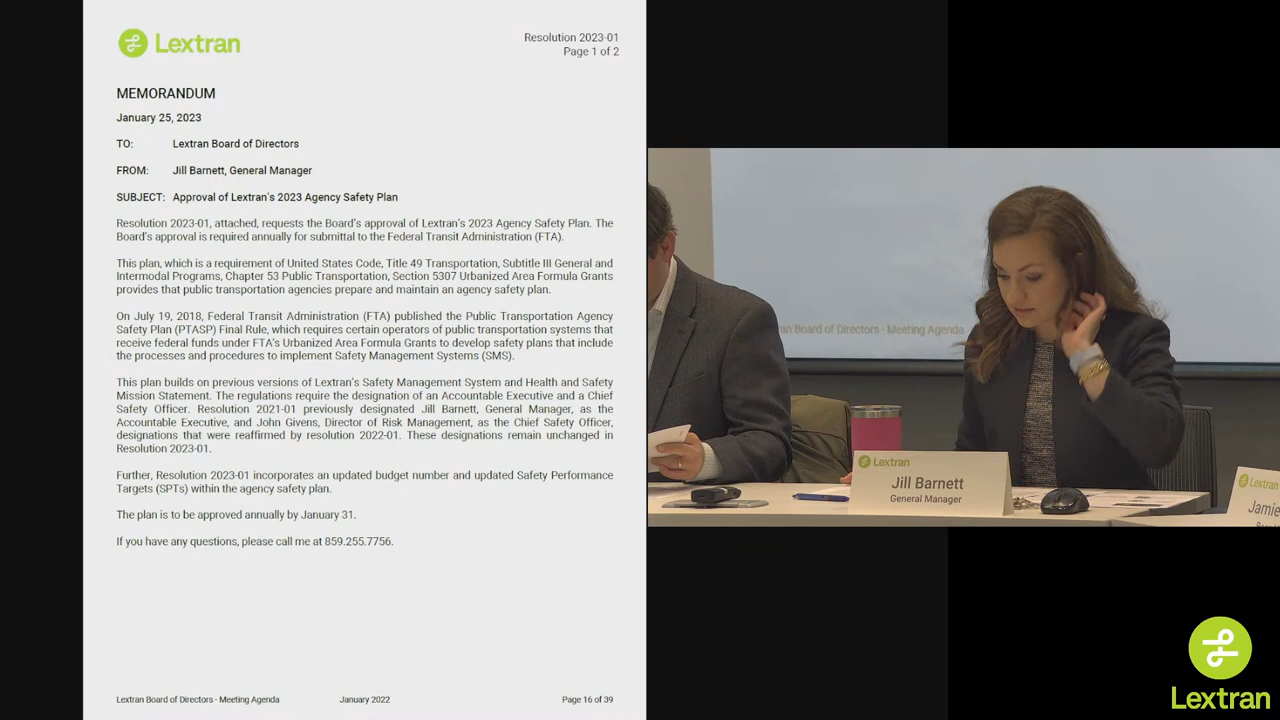 Lextran
Resolution 2023-01
Page 1 of 2
MEMORANDUM
January 25, 2023
TO: Lextran Board of Directors
FROM: Jill Barnett, General Manager
SUBJECT: Approval of Lextran's 2023 Agency Safety Plan
Resolution 2023-01, attached, requests the Board's approval of Lextran's 2023 Agency Safety Plan. The
Board's approval is required annually for submittal to the Federal Transit Administration (FTA).
This plan, which is a requirement of United States Code, Title 49 Transportation, Subtitle III General and
Intermodal Programs, Chapter 53 Public Transportation, Section 5307 Urbanized Area Formula Grants
provides that public transportation agencies prepare and maintain an agency safety plan.
On July 19, 2018, Federal Transit Administration (FTA) published the Public Transportation Agency
Safety Plan (PTASP) Final Rule, which requires certain operators of public transportation systems that
receive federal funds under FTA's Urbanized Area Formula Grants to develop safety plans that include
the processes and procedures to implement Safety Management Systems (SMS).
This plan builds on previous versions of Lextran's Safety Management System and Health and Safety
Mission Statement. The regulations require the designation of an Accountable Executive and a Chief
Safety Officer. Resolution 2021-01 previously designated Jill Barnett, General Manager, as the
Accountable Executive, and John Givens, Director of Risk Management, as the Chief Safety Officer,
designations that were reaffirmed by resolution 2022-01. These designations remain unchanged in
Resolution 2023-01.
Further, Resolution 2023-01 incorporates an updated budget number and updated Safety Performance
Targets (SPTs) within the agency safety plan.
The plan is to be approved annually by January 31.
If you have any questions, please call me at 859.255.7756.
Lextran Board of Directors - Meeting Agenda January 2022 Page 16 of 39
an Board of Directors - Meeting Agenda
Lextran
Jill Barnett
General Manager
Lextran
Jamie
Lextran